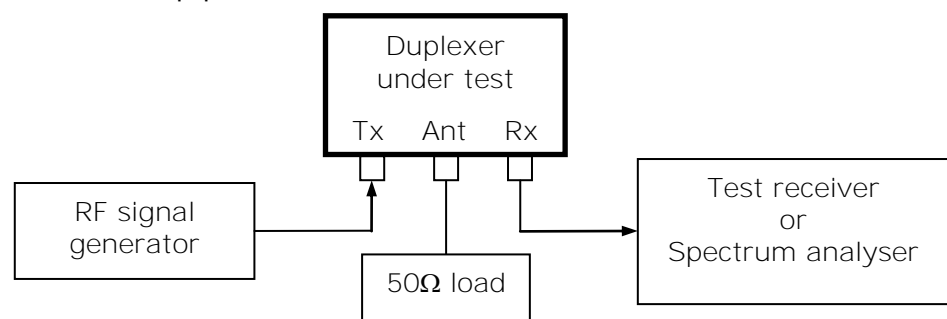 Duplexer
under test
Tx Ant Rx
RF signal
generator
50Ω load
Test receiver
or
Spectrum analyser